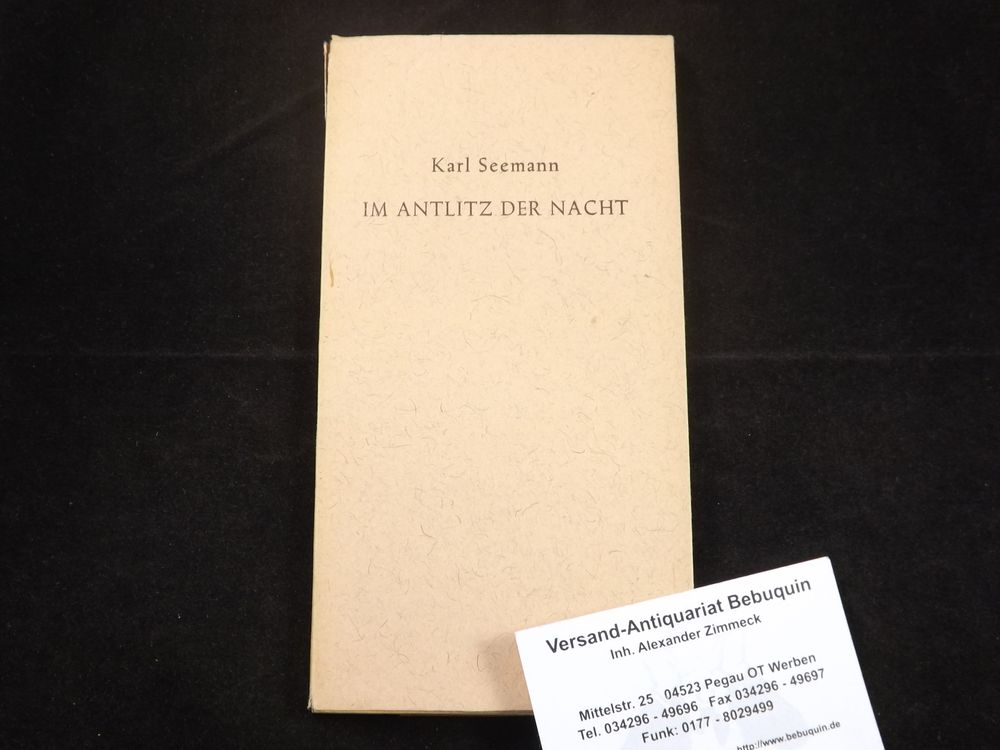 Karl Seemann
IM ANTLITZ DER NACHT
Versand-Antiquariat Bebuquin
Inh. Alexander Zimmeck
Mittelstr. 25 04523 Pegau OT Werben
Tel. 034296 - 49696 Fax 034296 - 49697
Funk: 0177 - 8029499
http://www.bebuquin.de